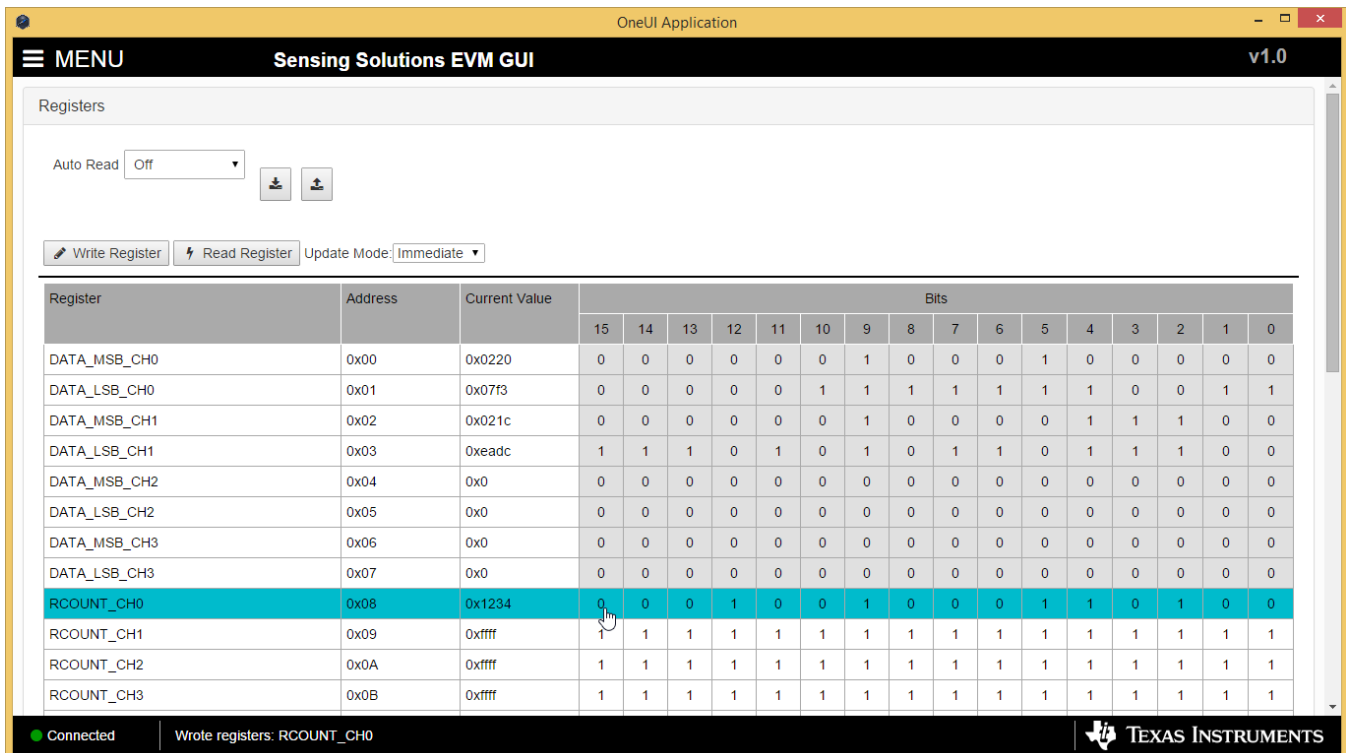 OneUI Application
MENU Sensing Solutions EVM GUI v1.0
Registers
Auto Read Off
Write Register Read Register Update Mode: Immediate
Register Address Current Value Bits
15 14 13 12 11 10 9 8 7 6 5 4 3 2 1 0
DATA_MSB_CH0 0x00 0x0220 0 0 0 0 0 0 1 0 0 0 1 0 0 0 0 0
DATA_LSB_CH0 0x01 0x07f3 0 0 0 0 0 1 1 1 1 1 1 1 0 0 1 1
DATA_MSB_CH1 0x02 0x021c 0 0 0 0 0 0 1 0 0 0 0 1 1 1 0 0
DATA_LSB_CH1 0x03 0xeadc 1 1 1 0 1 0 1 0 1 1 0 1 1 1 0 0
DATA_MSB_CH2 0x04 0x0 0 0 0 0 0 0 0 0 0 0 0 0 0 0 0 0
DATA_LSB_CH2 0x05 0x0 0 0 0 0 0 0 0 0 0 0 0 0 0 0 0 0
DATA_MSB_CH3 0x06 0x0 0 0 0 0 0 0 0 0 0 0 0 0 0 0 0 0
DATA_LSB_CH3 0x07 0x0 0 0 0 0 0 0 0 0 0 0 0 0 0 0 0 0
RCOUNT_CH0 0x08 0x1234 0 0 0 1 0 0 1 0 0 0 1 1 0 1 0 0
RCOUNT_CH1 0x09 0xffff 1 1 1 1 1 1 1 1 1 1 1 1 1 1 1 1
RCOUNT_CH2 0x0A 0xffff 1 1 1 1 1 1 1 1 1 1 1 1 1 1 1 1
RCOUNT_CH3 0x0B 0xffff 1 1 1 1 1 1 1 1 1 1 1 1 1 1 1 1
Connected Wrote registers: RCOUNT_CH0 TEXAS INSTRUMENTS